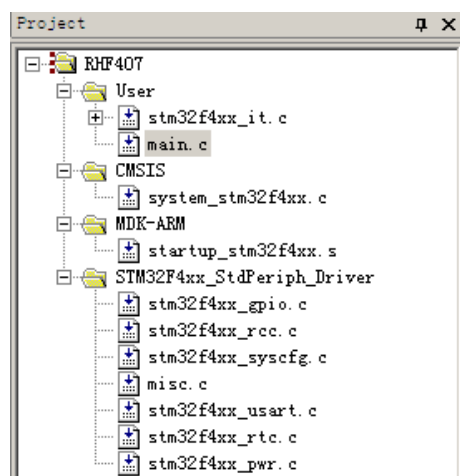 Project
RHF407
User
stm32f4xx_it.c
main.c
CMSIS
system_stm32f4xx.c
MDK-ARM
startup_stm32f4xx.s
STM32F4xx_StdPeriph_Driver
stm32f4xx_gpio.c
stm32f4xx_rcc.c
stm32f4xx_syscfg.c
misc.c
stm32f4xx_usart.c
stm32f4xx_rtc.c
stm32f4xx_pwr.c